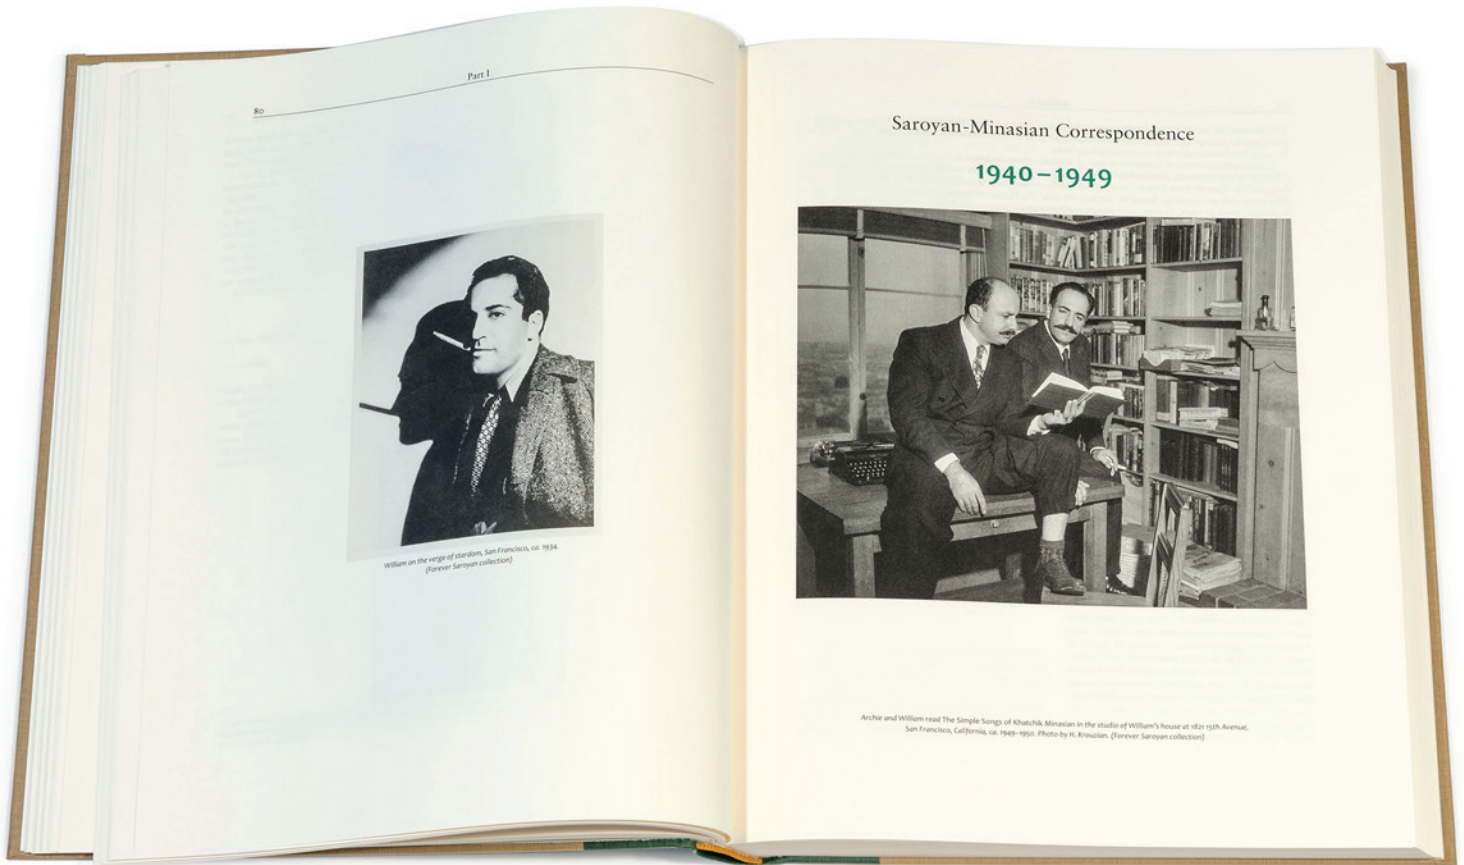 80
Part I
William on the verge of stardom, San Francisco, ca. 1934.
(Forever Saroyan collection)
Saroyan-Minasian Correspondence
1940–1949
Archie and William read The Simple Songs of Khatchik Minasian in the studio of William's house at 1821 15th Avenue,
San Francisco, California, ca. 1949–1950. Photo by H. Krouzian. (Forever Saroyan collection)